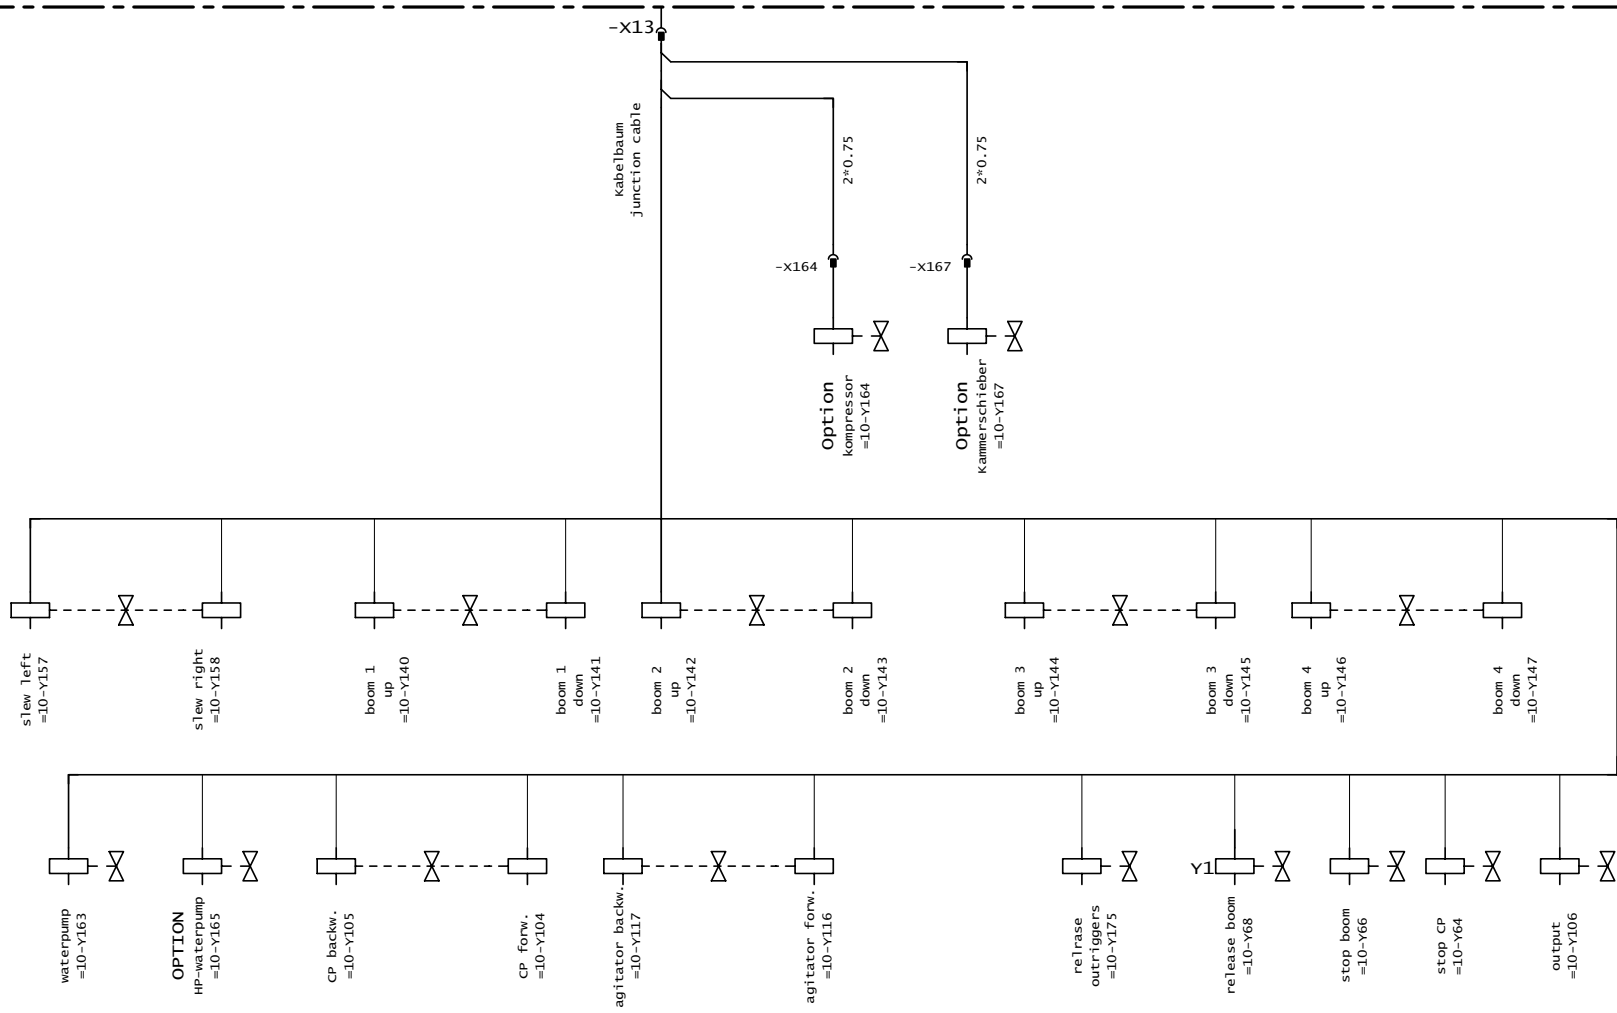 -X13
Kabelbaum
junction cable
2*0.75
2*0.75
-X164
-X167
Option
kompressor
=10-Y164
Option
Kammerschieber
=10-Y167
slew left
=10-Y157
slew right
=10-Y158
boom 1
up
=10-Y140
boom 1
down
=10-Y141
boom 2
up
=10-Y142
boom 2
down
=10-Y143
boom 3
up
=10-Y144
boom 3
down
=10-Y145
boom 4
up
=10-Y146
boom 4
down
=10-Y147
waterpump
=10-Y163
OPTION
HP-waterpump
=10-Y165
CP backw.
=10-Y105
CP forw.
=10-Y104
agitator backw.
=10-Y117
agitator forw.
=10-Y116
relrase
outriggers
=10-Y175
Y1
release boom
=10-Y68
stop boom
=10-Y66
stop CP
=10-Y64
output
=10-Y106